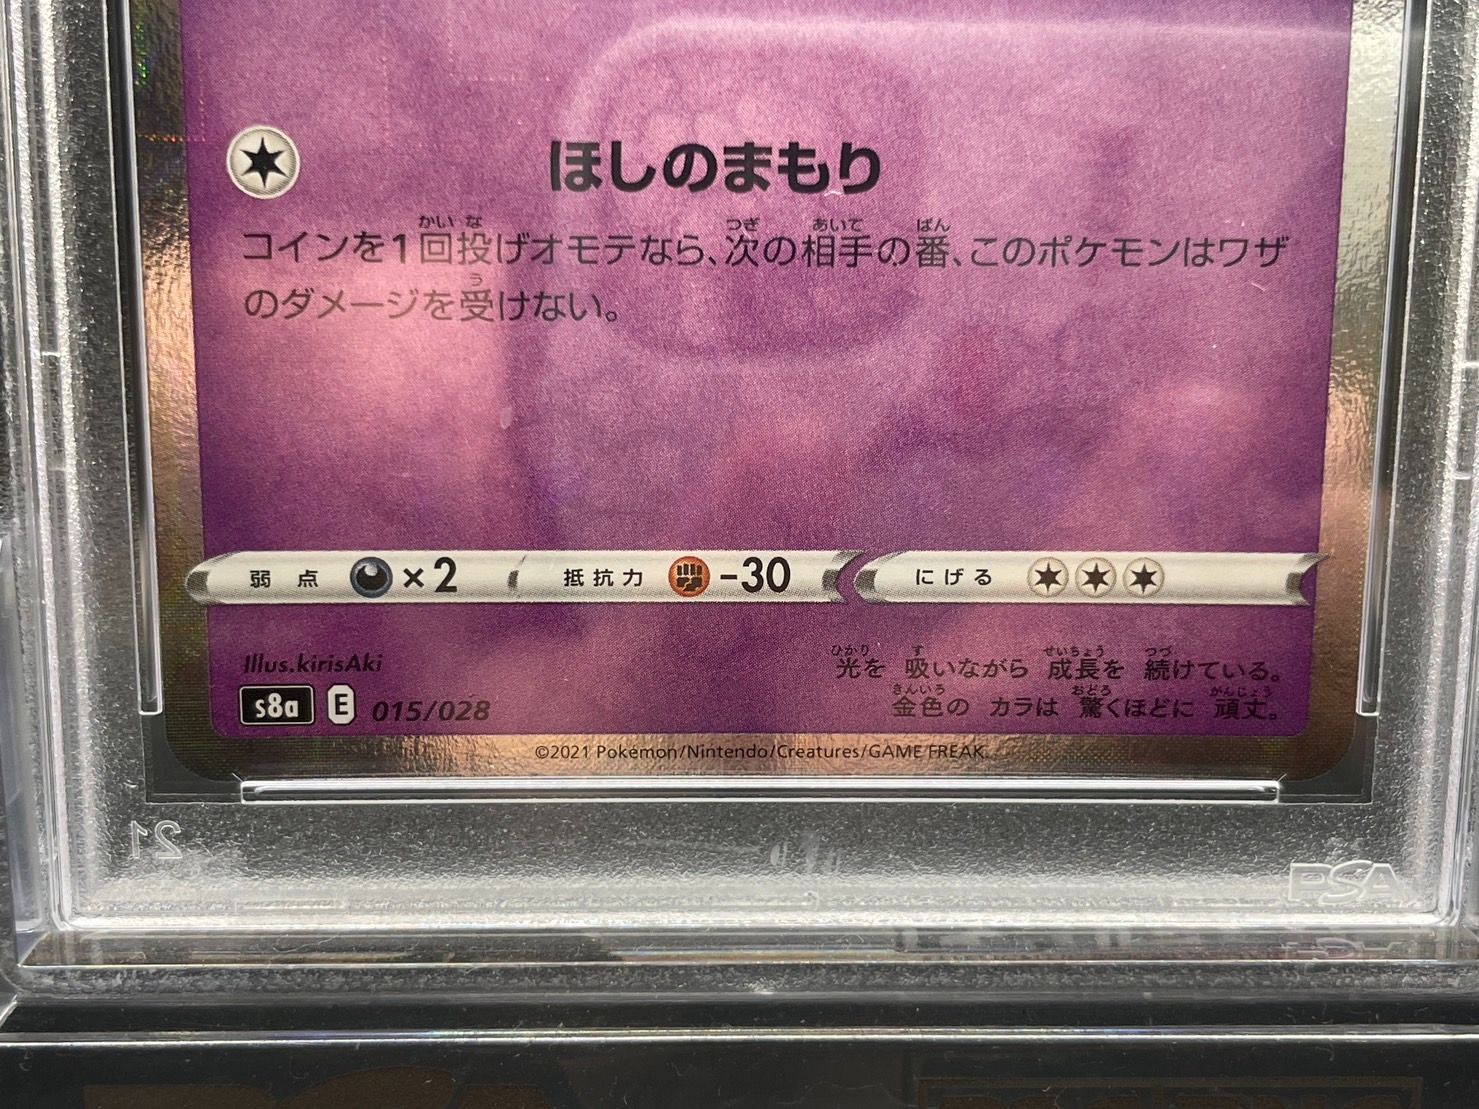 ほしのまもり
コインを1回投げオモテなら、次の相手の番、このポケモンはワザ
のダメージを受けない。
弱点 ×2 抵抗力 -30 にげる
Illus.kirisAki
光を 吸いながら 成長を 続けている。
s8a E 015/028
金色の カラは 驚くほどに 頑丈。
©2021 Pokémon/Nintendo/Creatures/GAME FREAK.
21
PSA